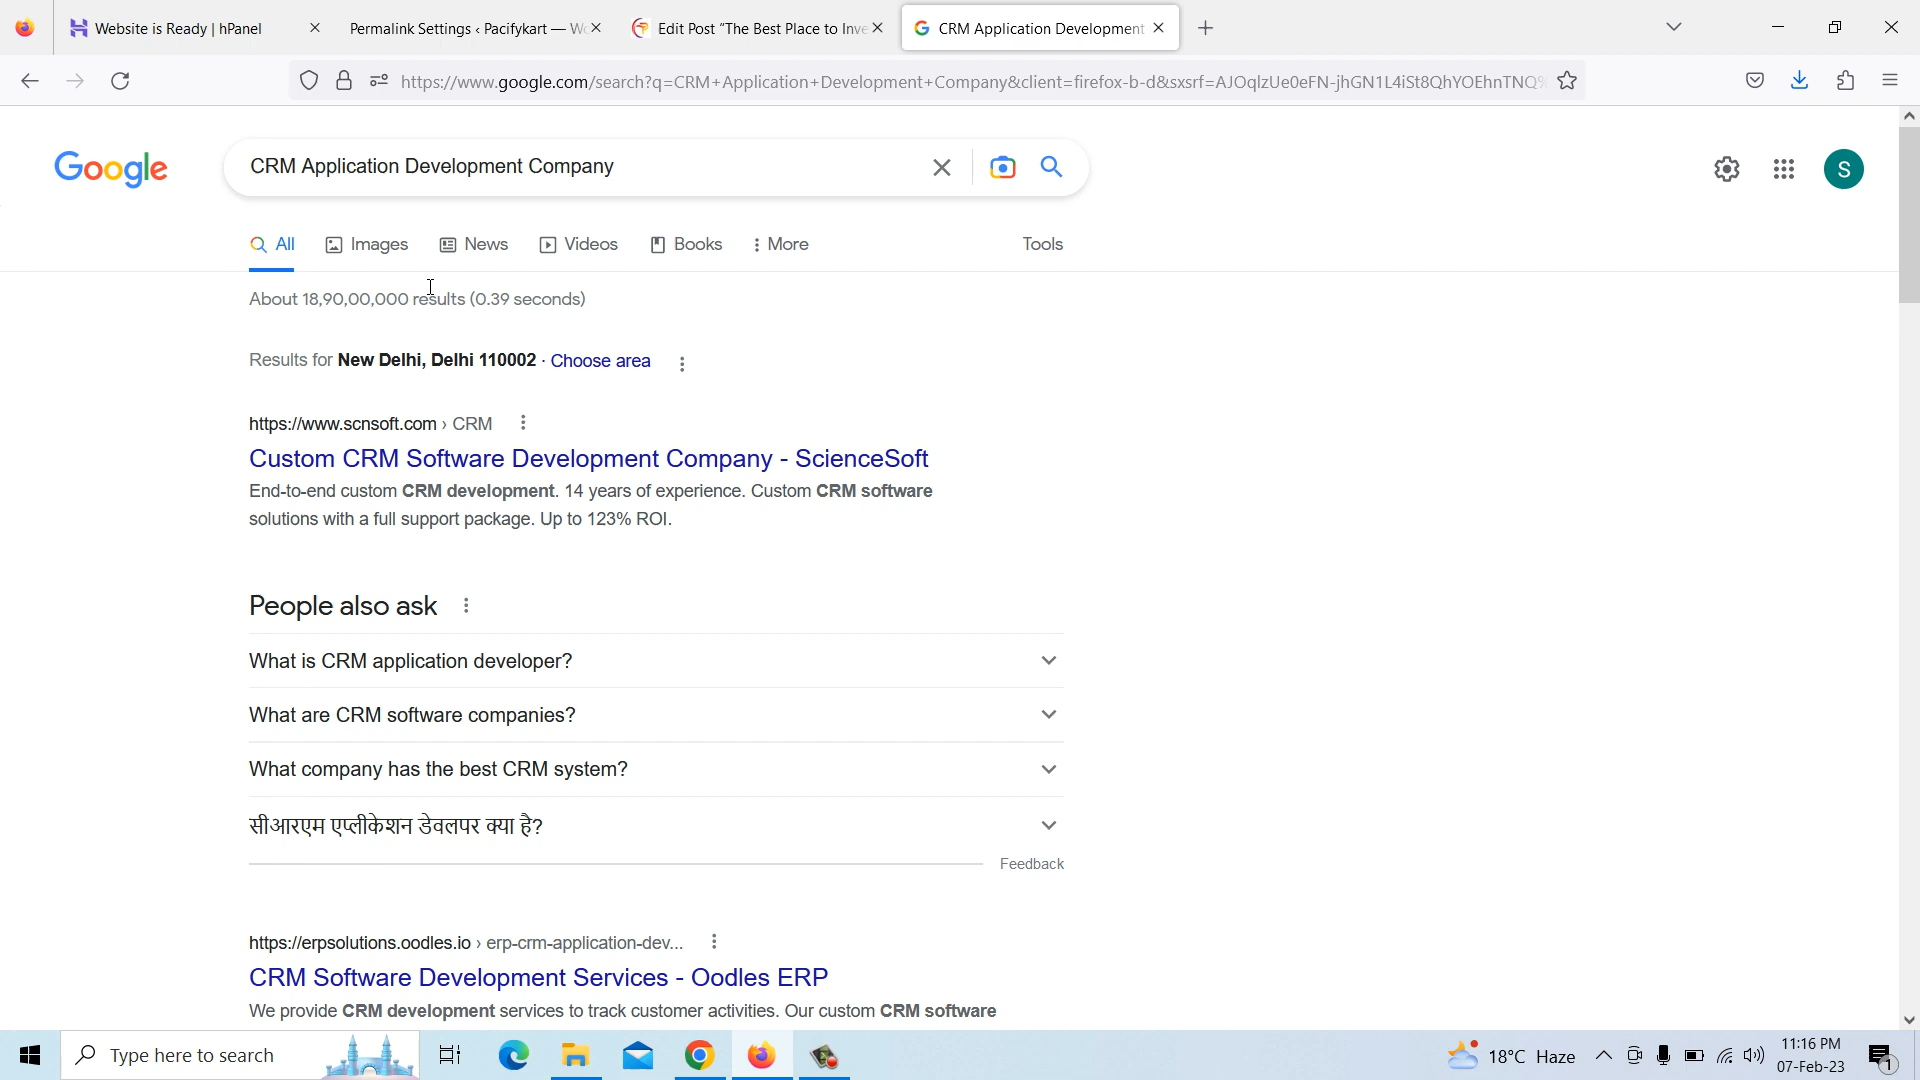 Website is Ready | hPanel
Permalink Settings ‹ Pacifykart — Wo
Edit Post “The Best Place to Inve
CRM Application Development
https://www.google.com/search?q=CRM+Application+Development+Company&client=firefox-b-d&sxsrf=AJOqlzUe0eFN-jhGN1L4iSt8QhYOEhnTNQ%
Google
CRM Application Development Company
S
All
Images
News
Videos
Books
More
Tools
About 18,90,00,000 results (0.39 seconds)
Results for New Delhi, Delhi 110002 · Choose area
https://www.scnsoft.com › CRM
Custom CRM Software Development Company - ScienceSoft
End-to-end custom CRM development. 14 years of experience. Custom CRM software
solutions with a full support package. Up to 123% ROI.
People also ask
What is CRM application developer?
What are CRM software companies?
What company has the best CRM system?
सीआरएम एप्लीकेशन डेवलपर क्या है?
Feedback
https://erpsolutions.oodles.io › erp-crm-application-dev...
CRM Software Development Services - Oodles ERP
We provide CRM development services to track customer activities. Our custom CRM software
Type here to search
18°C Haze
11:16 PM
07-Feb-23
1